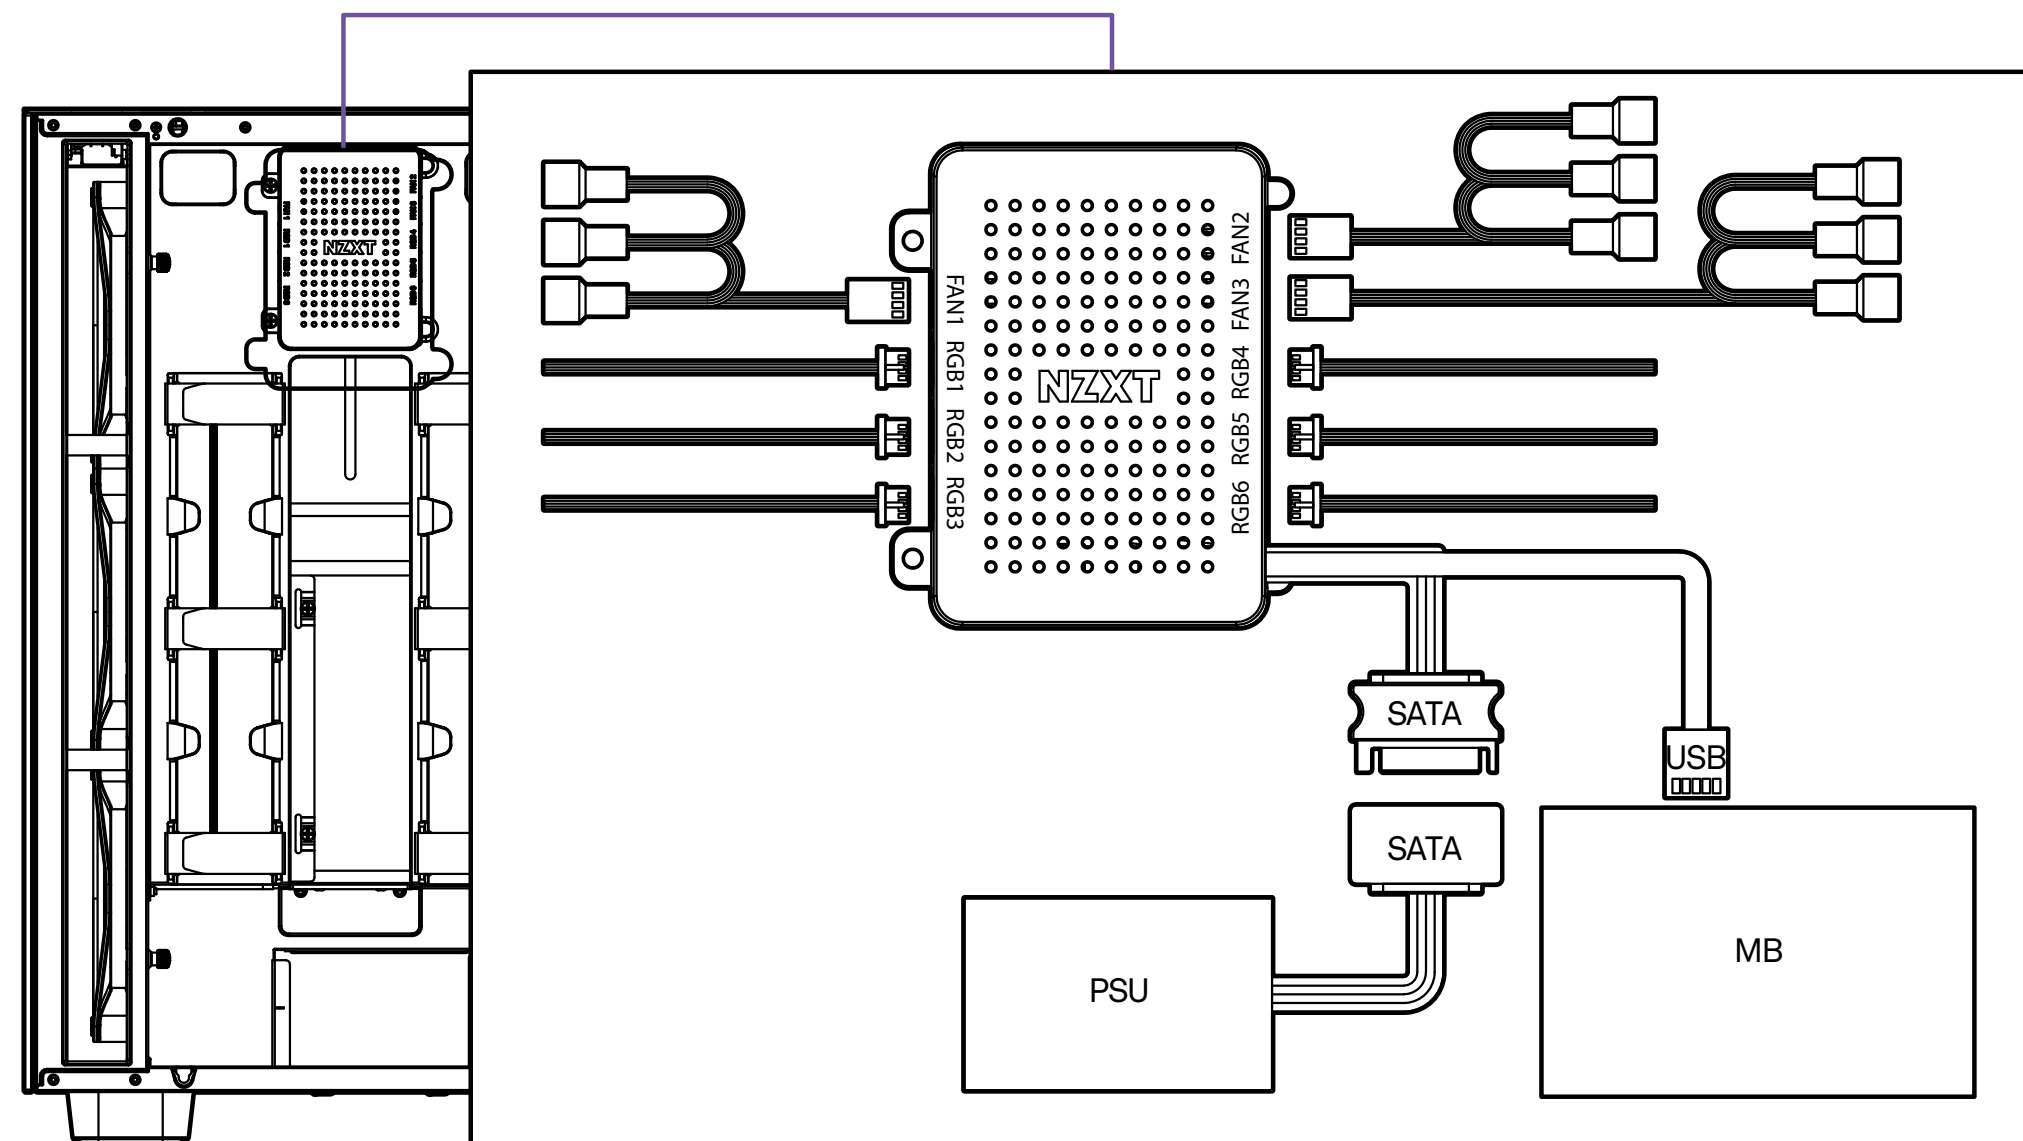 NZXT
FAN1
RGB1
RGB2
RGB3
NZXT
FAN2
FAN3
RGB4
RGB5
RGB6
SATA
USB
SATA
PSU
MB